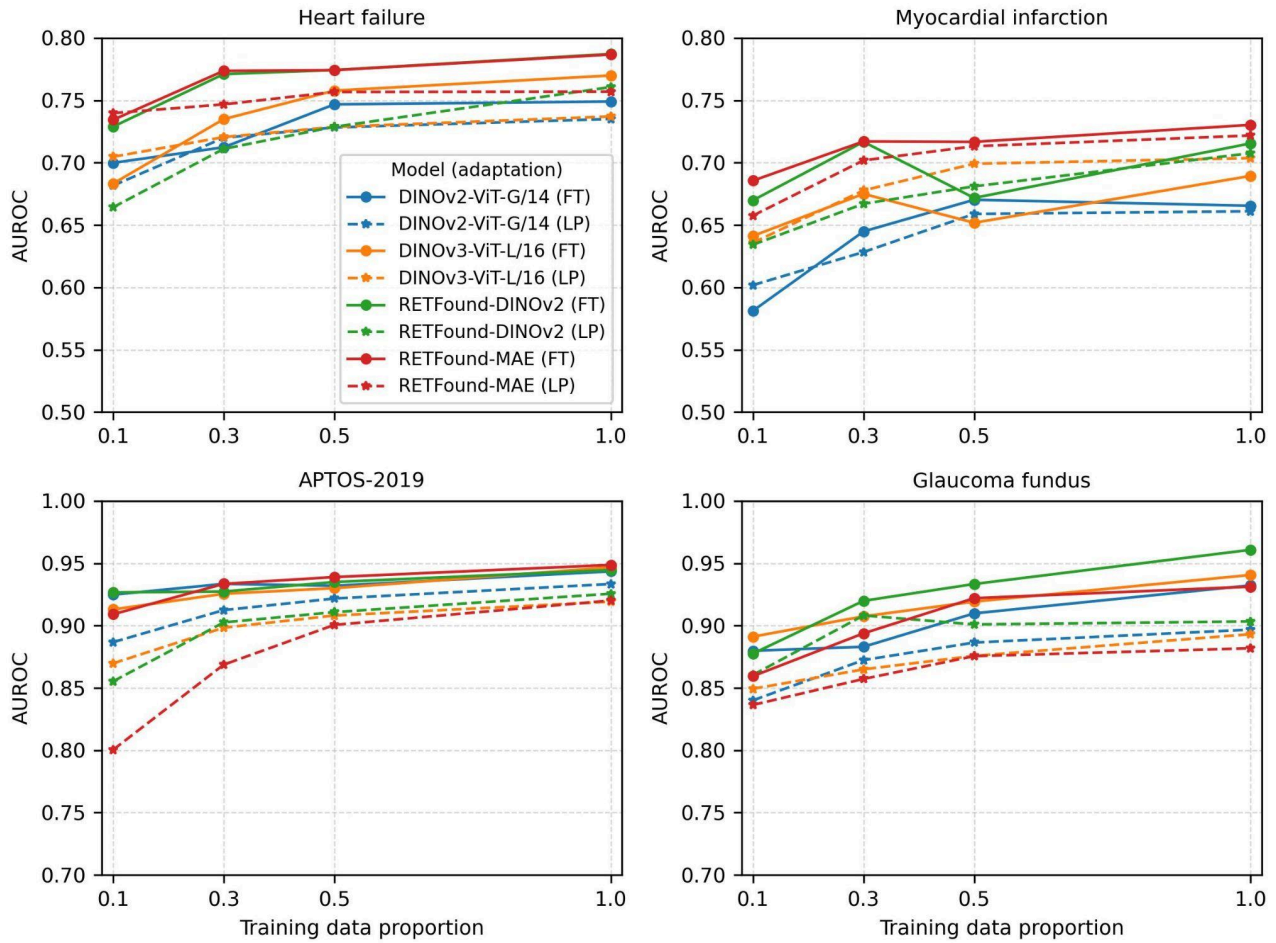 Heart failure
0.80
0.75
0.70
0.65
0.60
0.55
0.50
AUROC
0.1
0.3
0.5
1.0
Model (adaptation)
DINOv2-ViT-G/14 (FT)
DINOv2-ViT-G/14 (LP)
DINOv3-ViT-L/16 (FT)
DINOv3-ViT-L/16 (LP)
RETFound-DINOv2 (FT)
RETFound-DINOv2 (LP)
RETFound-MAE (FT)
RETFound-MAE (LP)
Myocardial infarction
0.80
0.75
0.70
0.65
0.60
0.55
0.50
AUROC
0.1
0.3
0.5
1.0
APTOS-2019
1.00
0.95
0.90
0.85
0.80
0.75
0.70
AUROC
0.1
0.3
0.5
1.0
Training data proportion
Glaucoma fundus
1.00
0.95
0.90
0.85
0.80
0.75
0.70
AUROC
0.1
0.3
0.5
1.0
Training data proportion